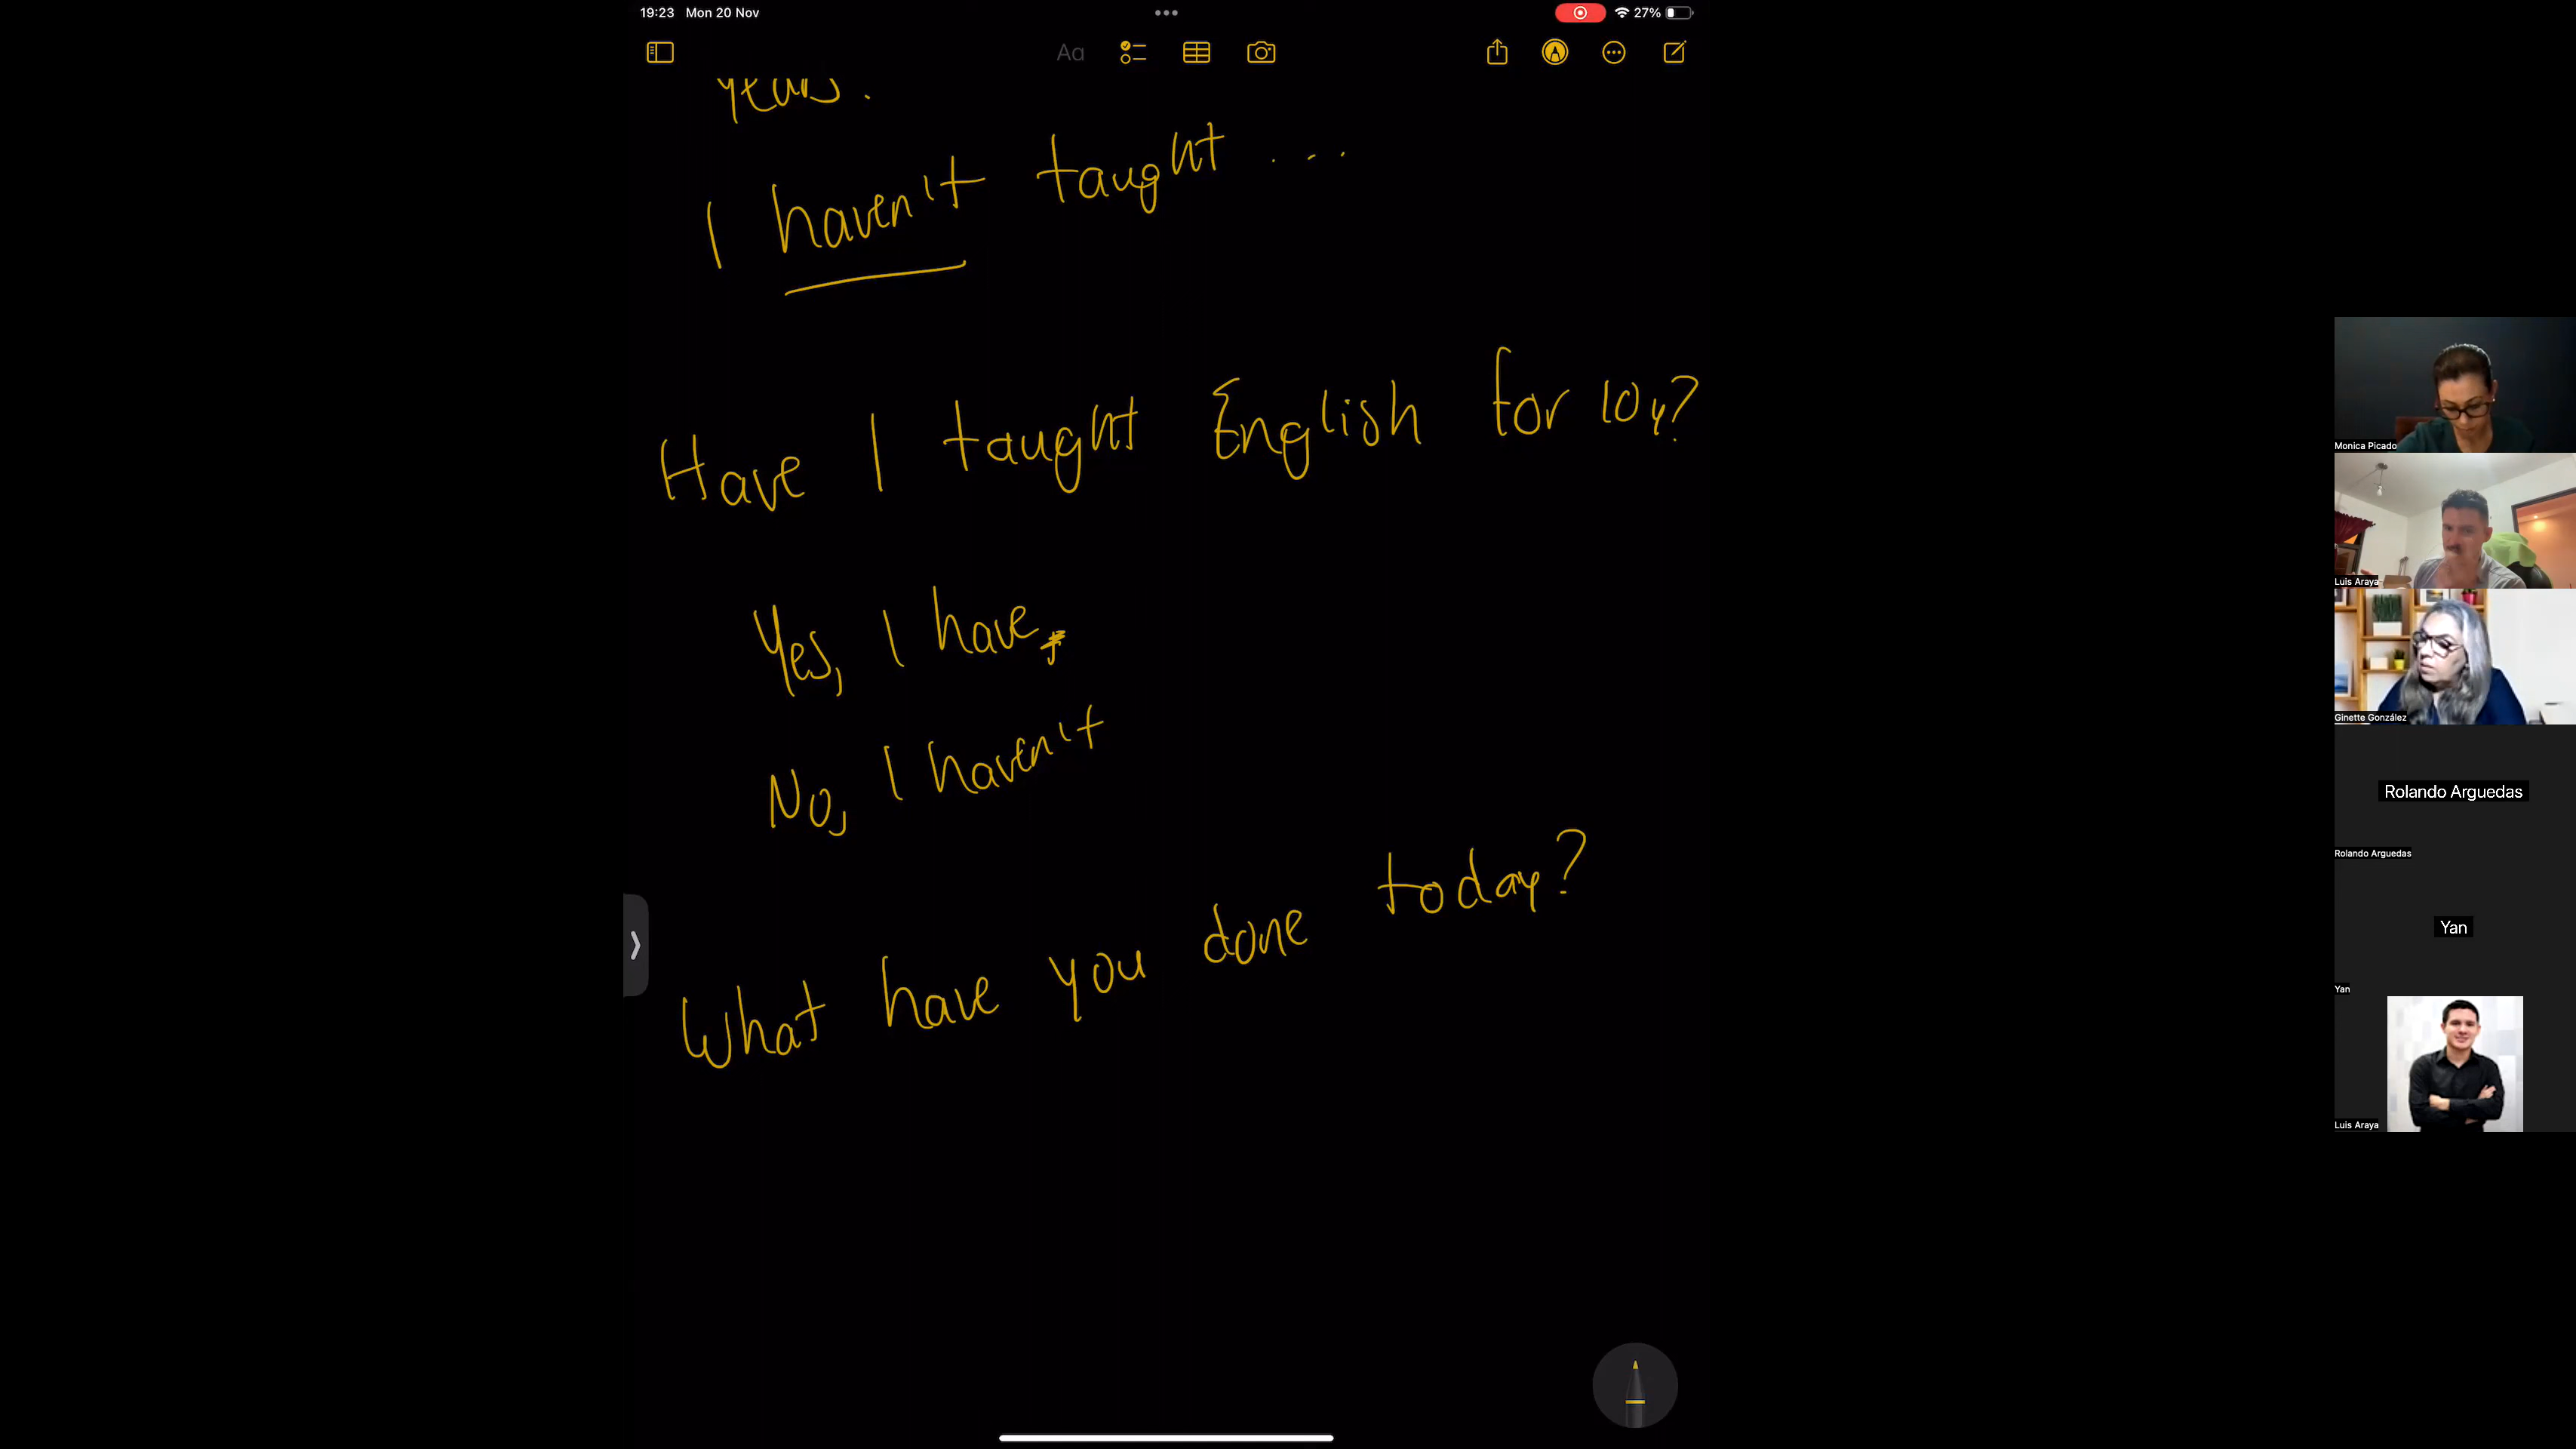 19:23 Mon 20 Nov
27%
Aa
years.
I haven't taught ....
Have I taught English for 10y?
Yes, I have.
No, I haven't
What have you done today?
Monica Picado
Luis Araya
Ginette González
Rolando Arguedas
Rolando Arguedas
Yan
Yan
Luis Araya